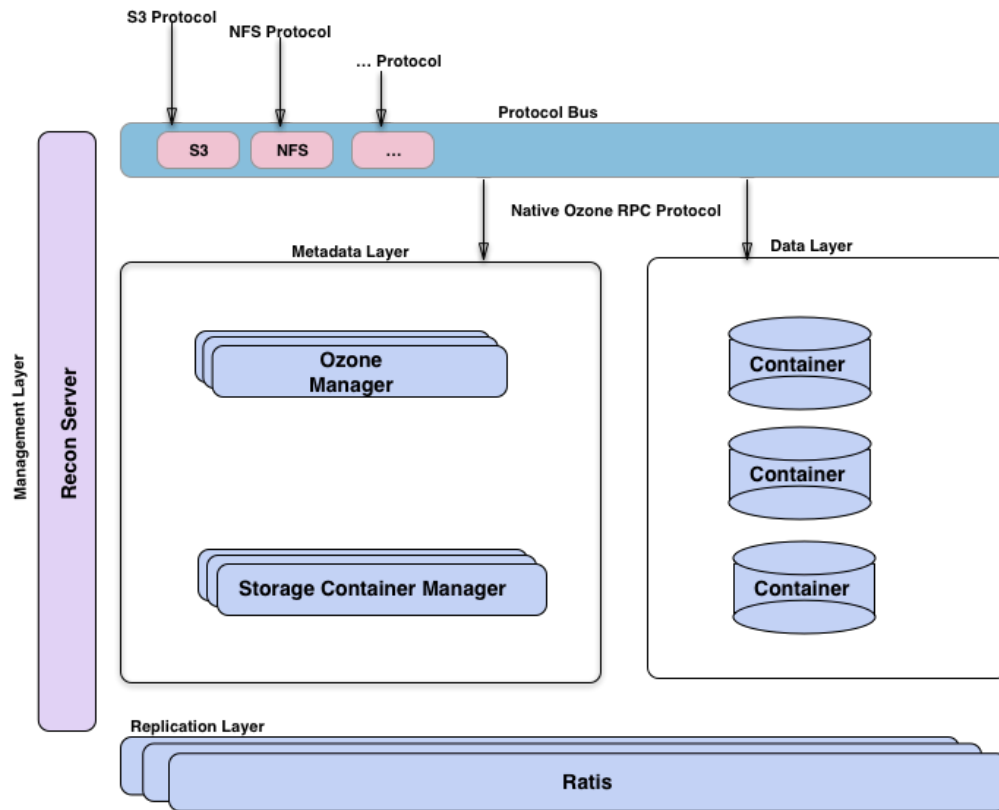 S3 Protocol
NFS Protocol
... Protocol
Protocol Bus
S3
NFS
...
Native Ozone RPC Protocol
Metadata Layer
Data Layer
Ozone
Manager
Container
Container
Storage Container Manager
Container
Management Layer
Recon Server
Replication Layer
Ratis